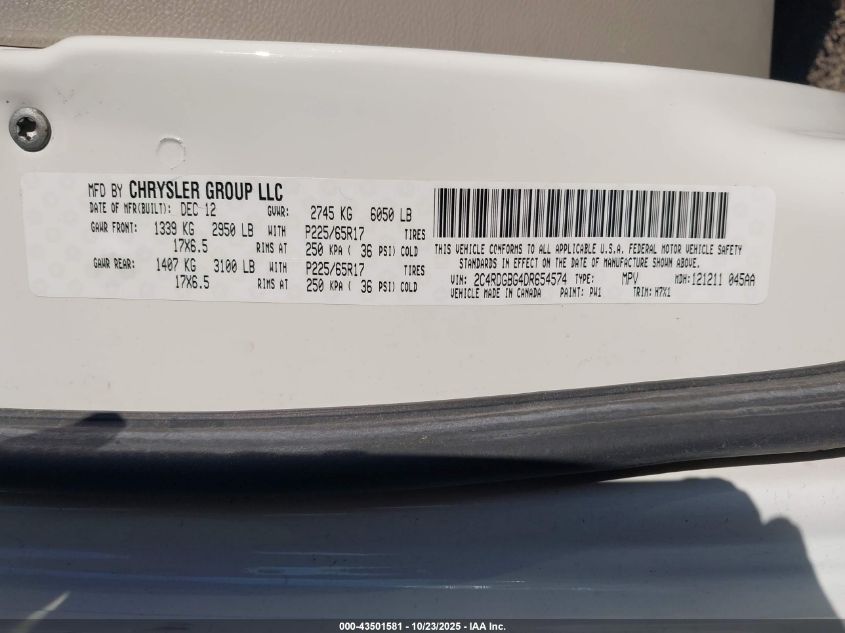 MFD BY CHRYSLER GROUP LLC
DATE OF MFR(BUILT): DEC 12 GVWR: 2745 KG 6050 LB
GAWR FRONT: 1339 KG 2950 LB WITH P225/65R17 TIRES
17X6.5 RIMS AT 250 KPA ( 36 PSI) COLD
GAWR REAR: 1407 KG 3100 LB WITH P225/65R17 TIRES
17X6.5 RIMS AT 250 KPA ( 36 PSI) COLD
THIS VEHICLE CONFORMS TO ALL APPLICABLE U.S.A. FEDERAL MOTOR VEHICLE SAFETY
STANDARDS IN EFFECT ON THE DATE OF MANUFACTURE SHOWN ABOVE.
VIN: 2C4RDGBG4DR654574 TYPE: MPV MDH:121211 045AA
VEHICLE MADE IN CANADA PAINT: PW1 TRIM: H7X1
000-43501581 - 10/23/2025 - IAA Inc.